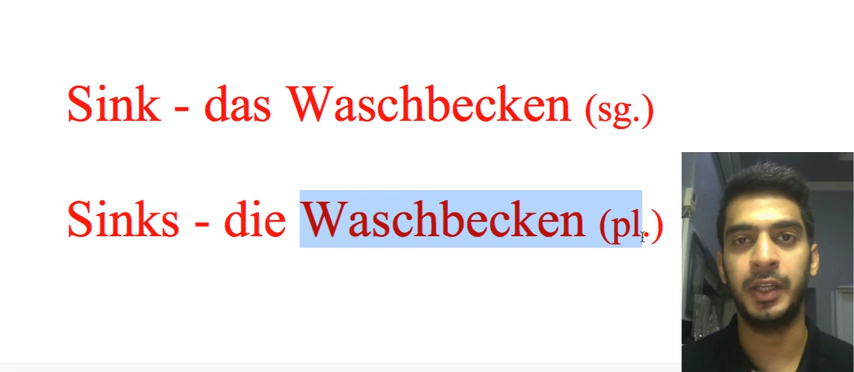 Sink - das Waschbecken (sg.)
Sinks - die Waschbecken (pl.)